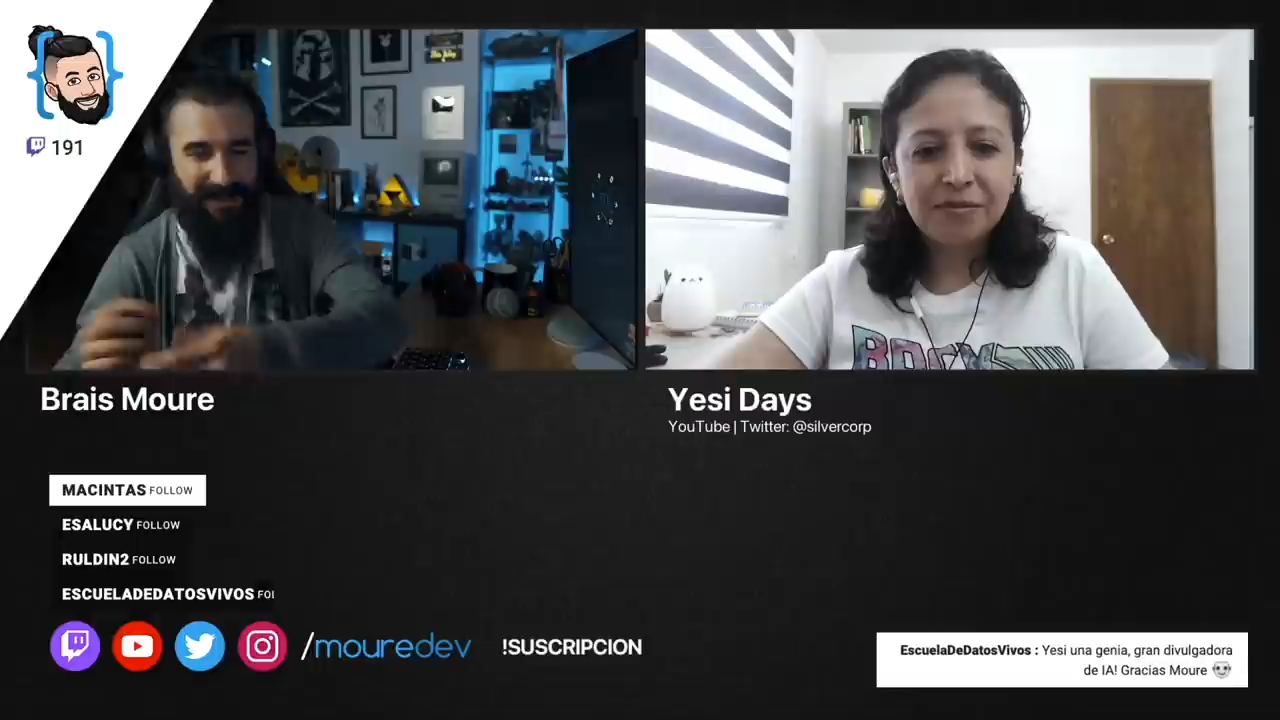 191
Brais Moure
Yesi Days
YouTube | Twitter: @silvercorp
MACINTAS FOLLOW
ESALUCY FOLLOW
RULDIN2 FOLLOW
ESCUELADEDATOSVIVOS FOL
/mouredev
!SUSCRIPCION
EscuelaDeDatosVivos : Yesi una genia, gran divulgadora
de IA! Gracias Moure